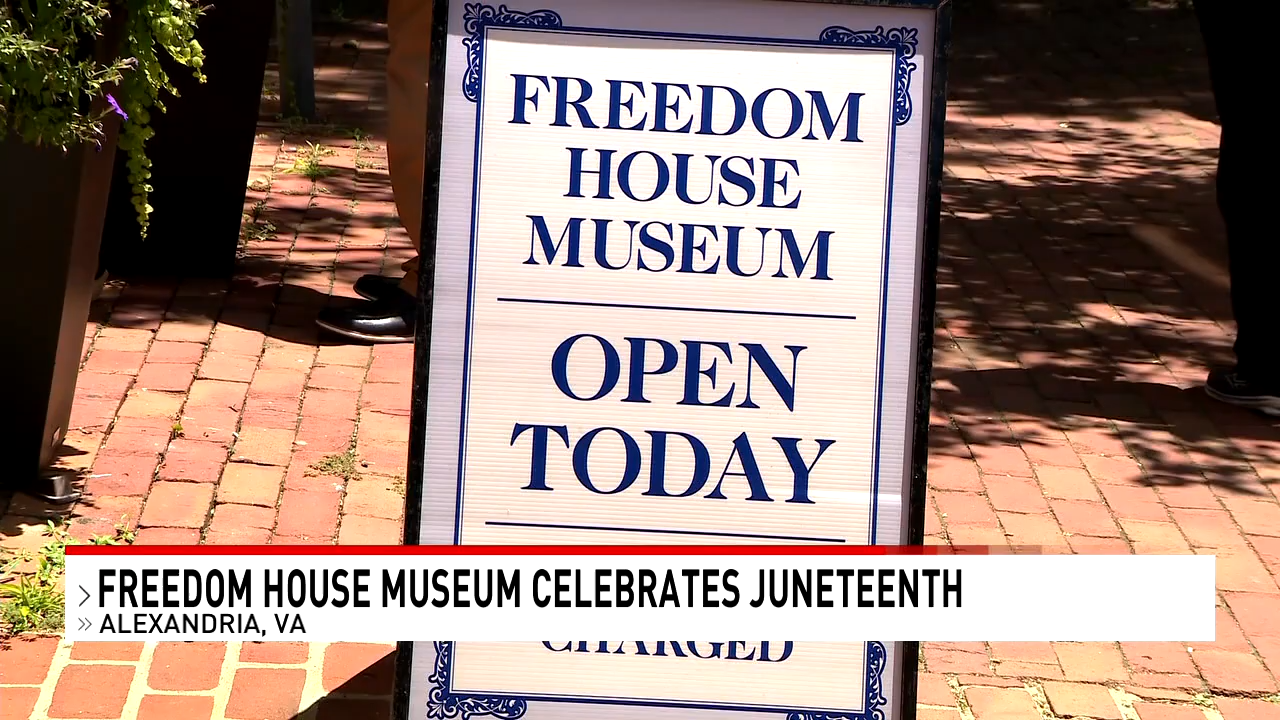 FREEDOM
HOUSE
MUSEUM
OPEN
TODAY
FREEDOM HOUSE MUSEUM CELEBRATES JUNETEENTH
ALEXANDRIA, VA
CHARGED